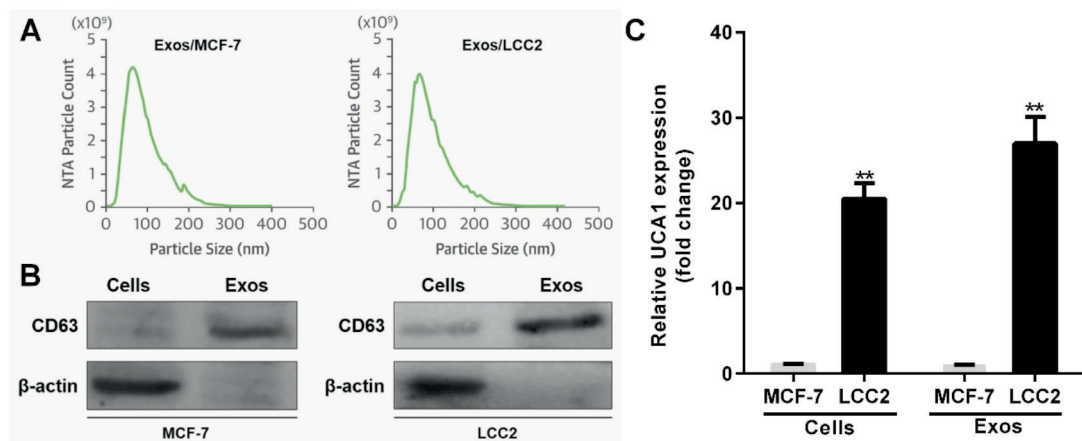 A
(x10⁹)
Exos/MCF-7
NTA Particle Count
5
4
3
2
1
0
0 100 200 300 400 500
Particle Size (nm)
(x10⁹)
Exos/LCC2
NTA Particle Count
5
4
3
2
1
0
0 100 200 300 400 500
Particle Size (nm)
B
Cells Exos
CD63
β-actin
MCF-7
Cells Exos
CD63
β-actin
LCC2
C
Relative UCA1 expression
(fold change)
40
30
20
10
0
**
**
MCF-7 LCC2 MCF-7 LCC2
Cells Exos